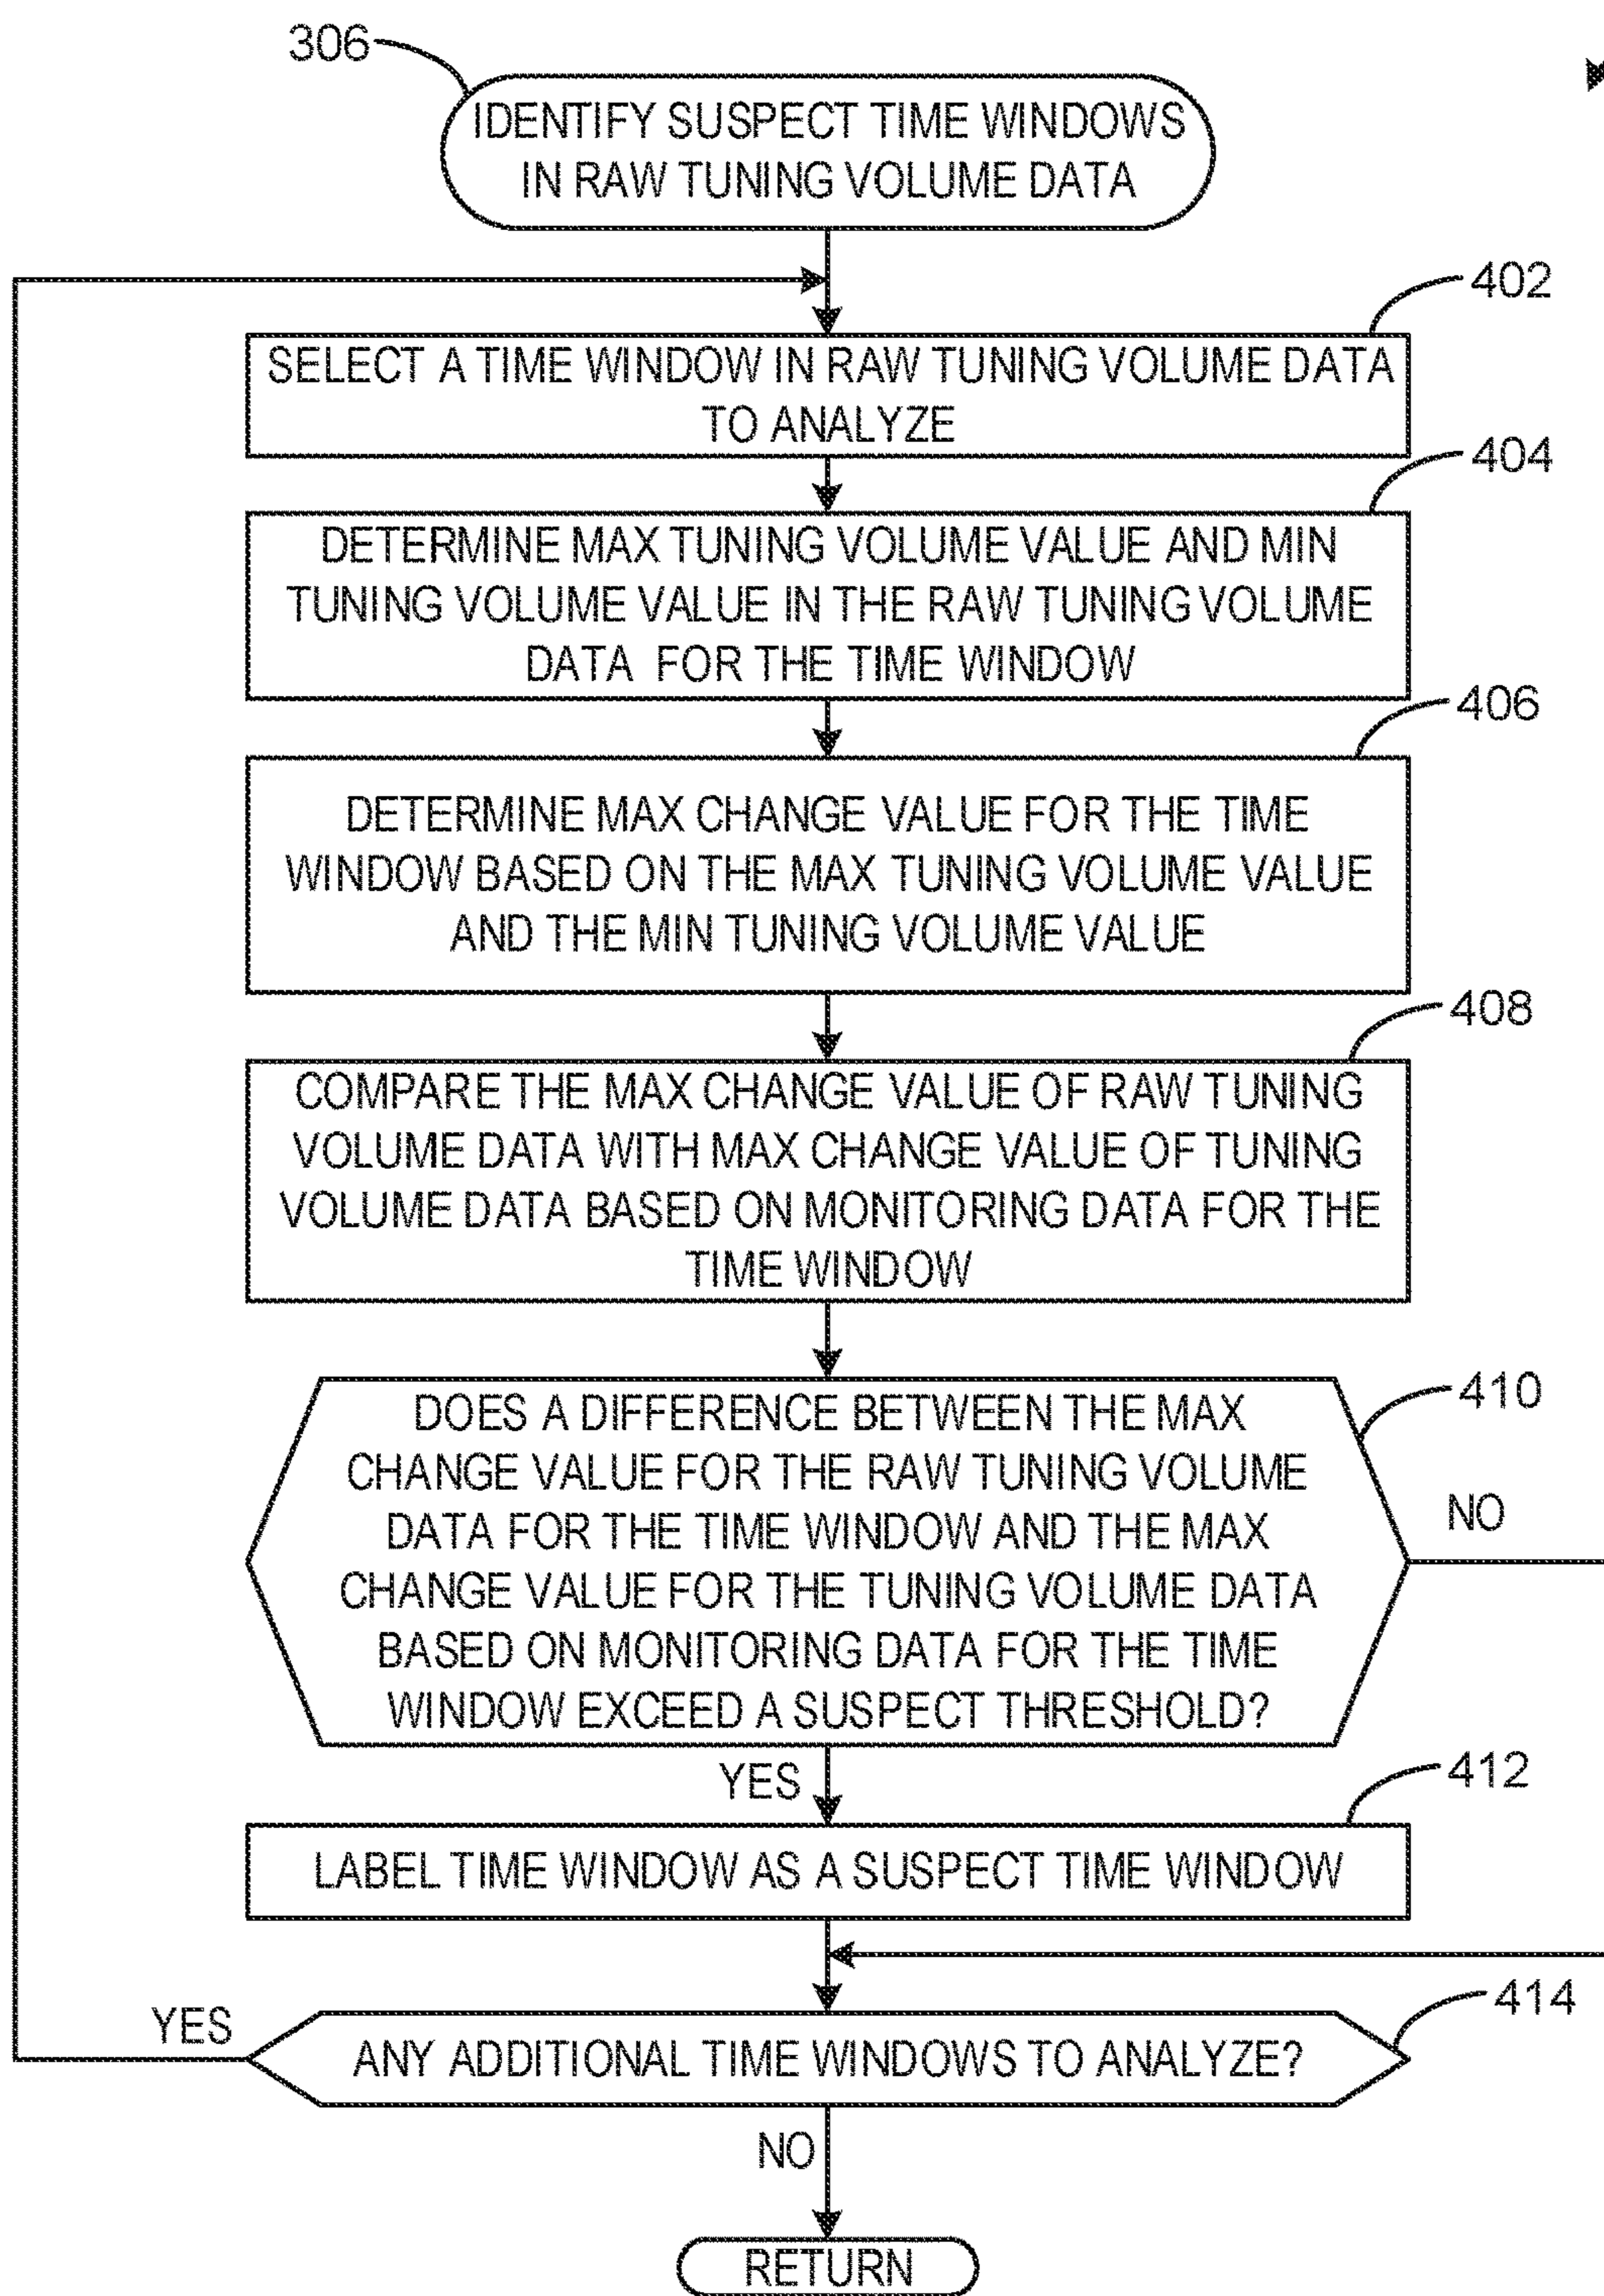 306
IDENTIFY SUSPECT TIME WINDOWS
IN RAW TUNING VOLUME DATA
402
SELECT A TIME WINDOW IN RAW TUNING VOLUME DATA
TO ANALYZE
404
DETERMINE MAX TUNING VOLUME VALUE AND MIN
TUNING VOLUME VALUE IN THE RAW TUNING VOLUME
DATA FOR THE TIME WINDOW
406
DETERMINE MAX CHANGE VALUE FOR THE TIME
WINDOW BASED ON THE MAX TUNING VOLUME VALUE
AND THE MIN TUNING VOLUME VALUE
408
COMPARE THE MAX CHANGE VALUE OF RAW TUNING
VOLUME DATA WITH MAX CHANGE VALUE OF TUNING
VOLUME DATA BASED ON MONITORING DATA FOR THE
TIME WINDOW
410
DOES A DIFFERENCE BETWEEN THE MAX
CHANGE VALUE FOR THE RAW TUNING VOLUME
DATA FOR THE TIME WINDOW AND THE MAX
CHANGE VALUE FOR THE TUNING VOLUME DATA
BASED ON MONITORING DATA FOR THE TIME
WINDOW EXCEED A SUSPECT THRESHOLD?
NO
YES
412
LABEL TIME WINDOW AS A SUSPECT TIME WINDOW
414
YES
ANY ADDITIONAL TIME WINDOWS TO ANALYZE?
NO
RETURN